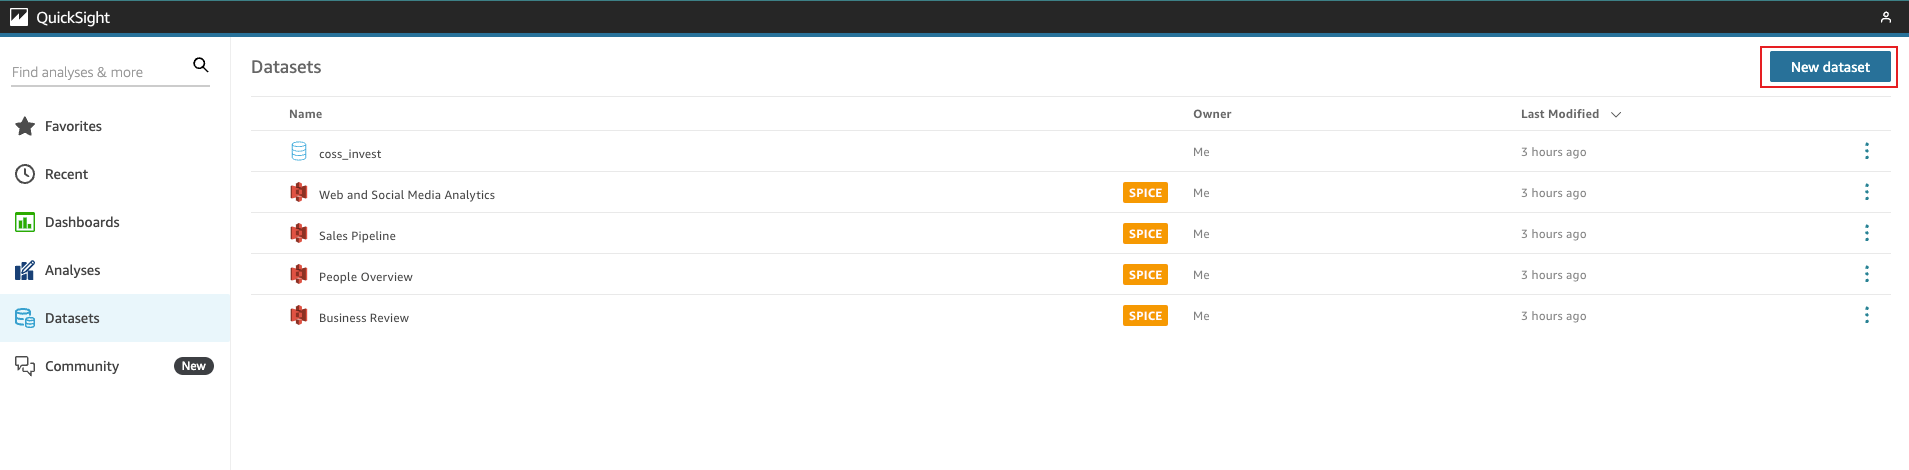 QuickSight
Find analyses & more
Favorites
Recent
Dashboards
Analyses
Datasets
Community New
Datasets
New dataset
Name Owner Last Modified
coss_invest Me 3 hours ago
Web and Social Media Analytics SPICE Me 3 hours ago
Sales Pipeline SPICE Me 3 hours ago
People Overview SPICE Me 3 hours ago
Business Review SPICE Me 3 hours ago